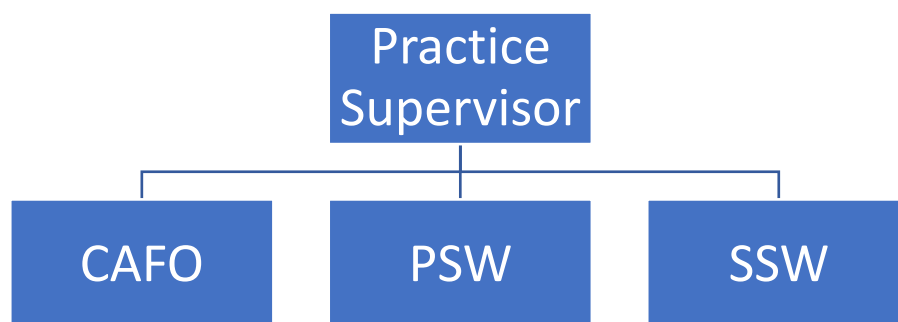 Practice
Supervisor
CAFO
PSW
SSW